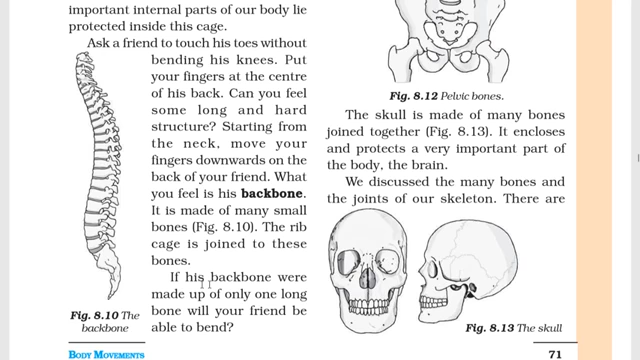 important internal parts of our body lie
protected inside this cage.
Ask a friend to touch his toes without
bending his knees. Put
your fingers at the centre
of his back. Can you feel
some long and hard
structure? Starting from
the neck, move your
fingers downwards on the
back of your friend. What
you feel is his backbone.
It is made of many small
bones (Fig. 8.10). The rib
cage is joined to these
bones.
If his backbone were
made up of only one long
bone will your friend be
able to bend?
Fig. 8.10 The
backbone
Fig. 8.12 Pelvic bones.
The skull is made of many bones
joined together (Fig. 8.13). It encloses
and protects a very important part of
the body, the brain.
We discussed the many bones and
the joints of our skeleton. There are
Fig. 8.13 The skull
BODY MOVEMENTS
71